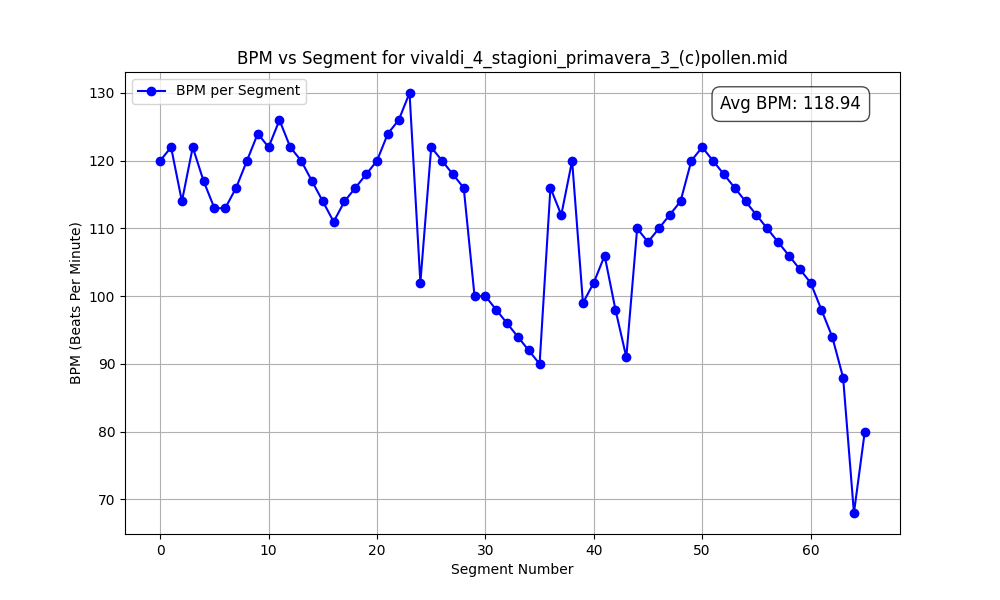 BPM vs Segment for vivaldi_4_stagioni_primavera_3_(c)pollen.mid
BPM per Segment
Avg BPM: 118.94
BPM (Beats Per Minute)
130
120
110
100
90
80
70
0 10 20 30 40 50 60
Segment Number